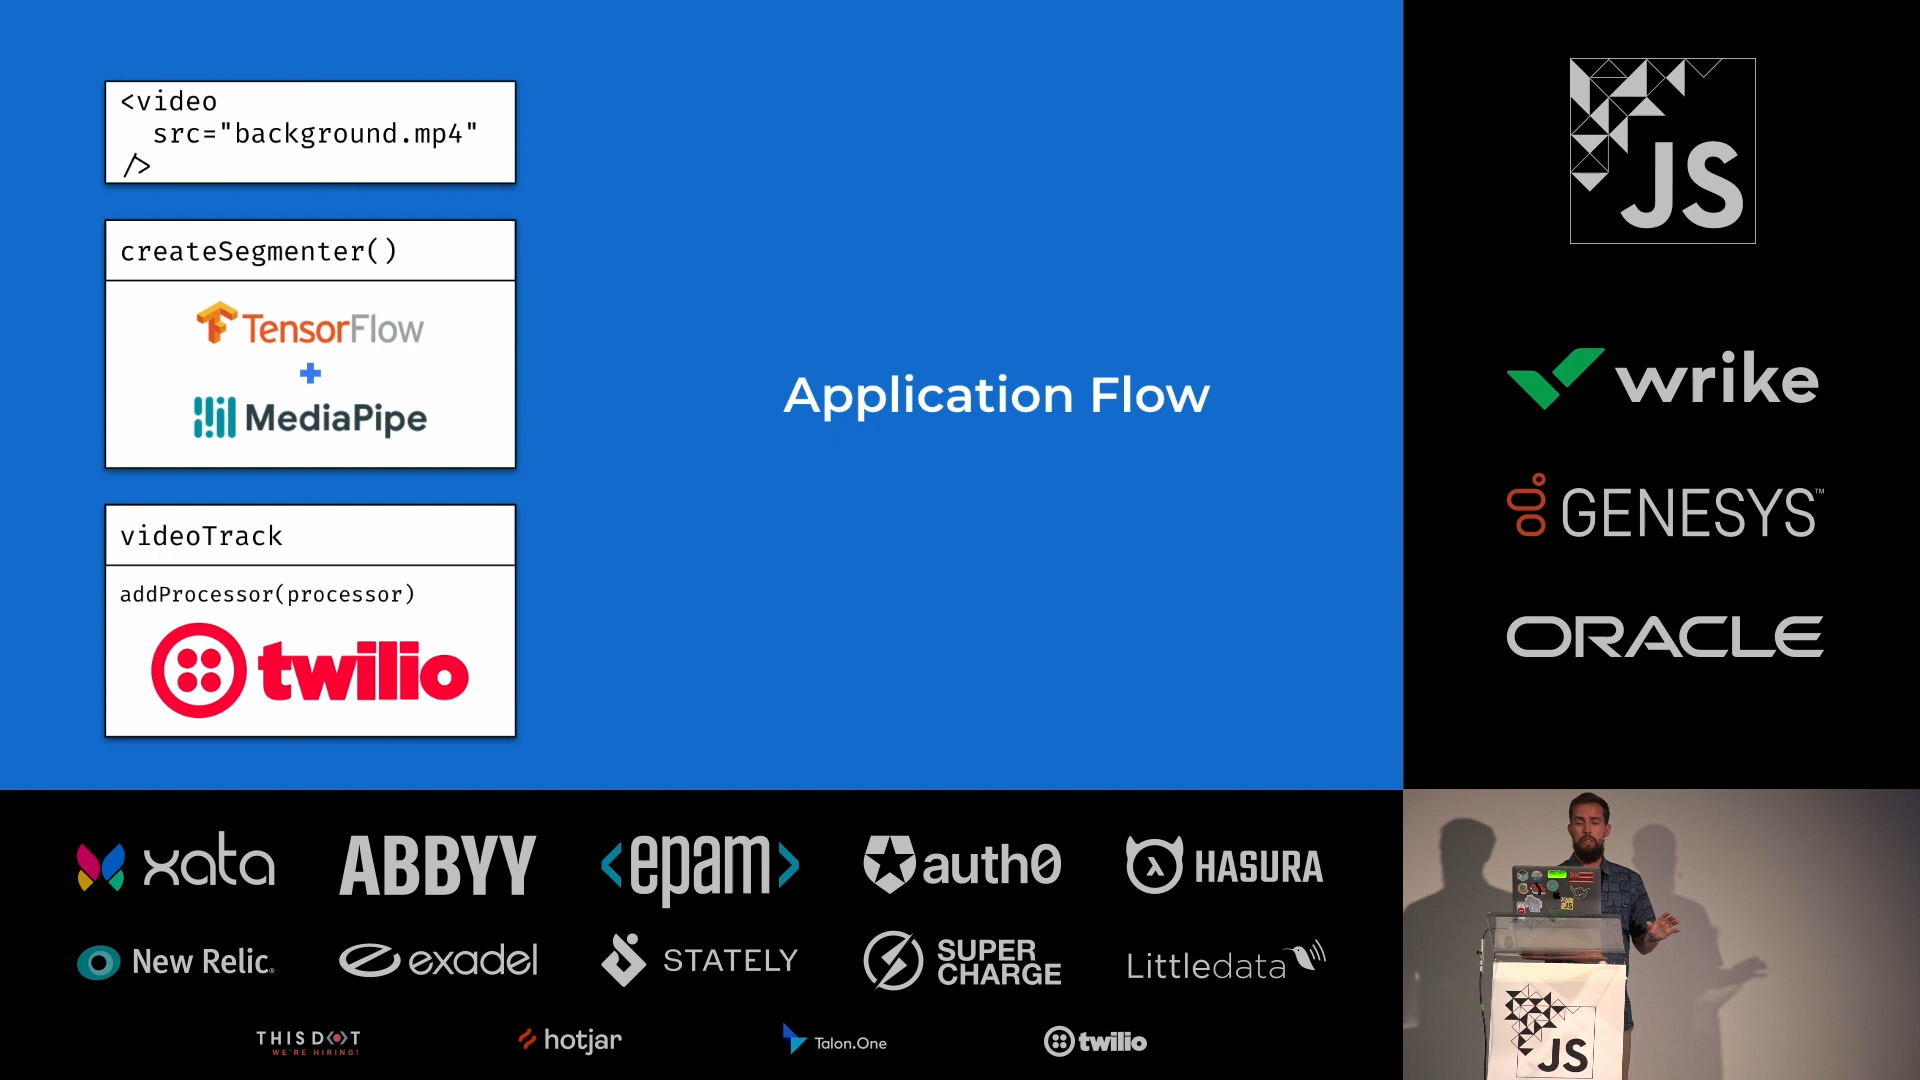 <video
src="background.mp4"
/>
createSegmenter()
TensorFlow
+
MediaPipe
videoTrack
addProcessor(processor)
twilio
Application Flow
JS
wrike
GENESYS™
ORACLE
xata
ABBYY
<epam>
auth0
HASURA
New Relic.
exadel
STATELY
SUPER
CHARGE
Littledata
THIS DOT
WE'RE HIRING!
hotjar
Talon.One
twilio
JS
JS